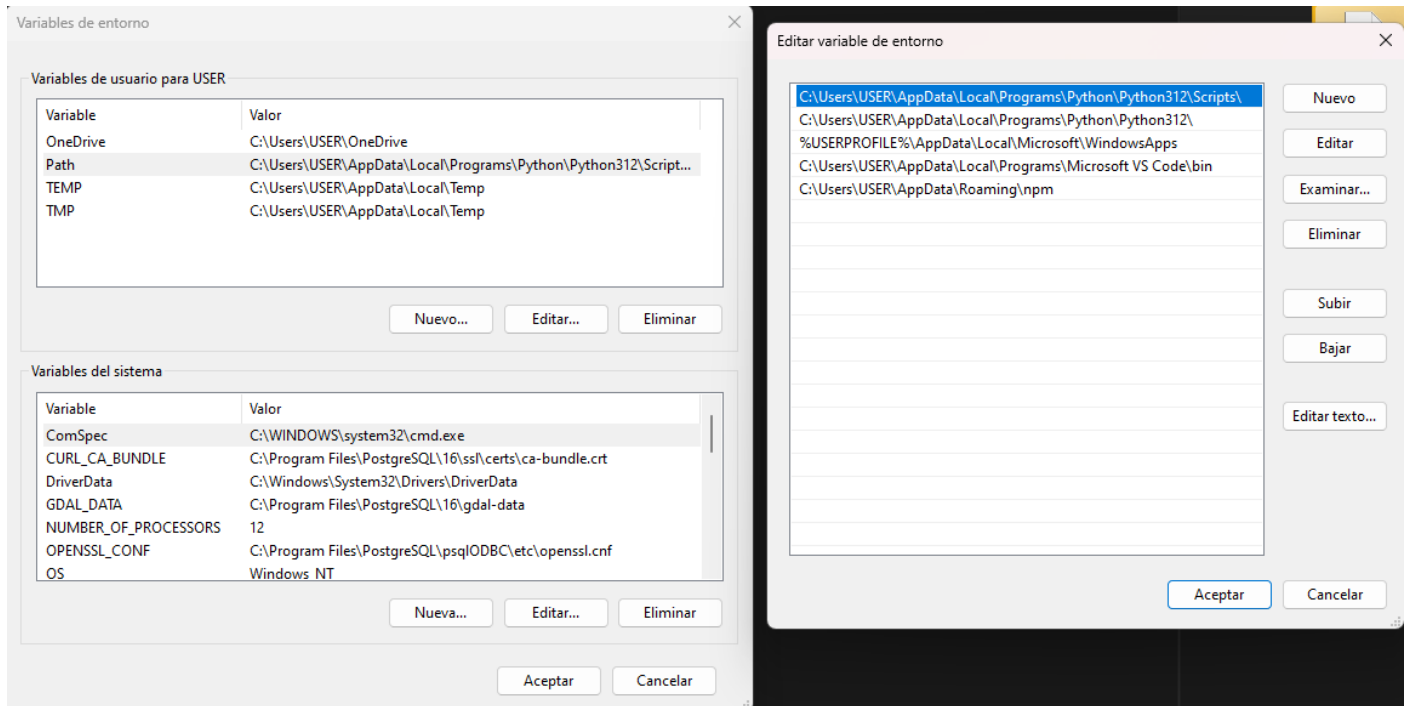 Variables de entorno
Variables de usuario para USER
Variable Valor
OneDrive C:\Users\USER\OneDrive
Path C:\Users\USER\AppData\Local\Programs\Python\Python312\Script...
TEMP C:\Users\USER\AppData\Local\Temp
TMP C:\Users\USER\AppData\Local\Temp
Nuevo... Editar... Eliminar
Variables del sistema
Variable Valor
ComSpec C:\WINDOWS\system32\cmd.exe
CURL_CA_BUNDLE C:\Program Files\PostgreSQL\16\ssl\certs\ca-bundle.crt
DriverData C:\Windows\System32\Drivers\DriverData
GDAL_DATA C:\Program Files\PostgreSQL\16\gdal-data
NUMBER_OF_PROCESSORS 12
OPENSSL_CONF C:\Program Files\PostgreSQL\psqlODBC\etc\openssl.cnf
OS Windows_NT
Nueva... Editar... Eliminar
Aceptar Cancelar
Editar variable de entorno
C:\Users\USER\AppData\Local\Programs\Python\Python312\Scripts\
C:\Users\USER\AppData\Local\Programs\Python\Python312\
%USERPROFILE%\AppData\Local\Microsoft\WindowsApps
C:\Users\USER\AppData\Local\Programs\Microsoft VS Code\bin
C:\Users\USER\AppData\Roaming\npm
Nuevo
Editar
Examinar...
Eliminar
Subir
Bajar
Editar texto...
Aceptar Cancelar